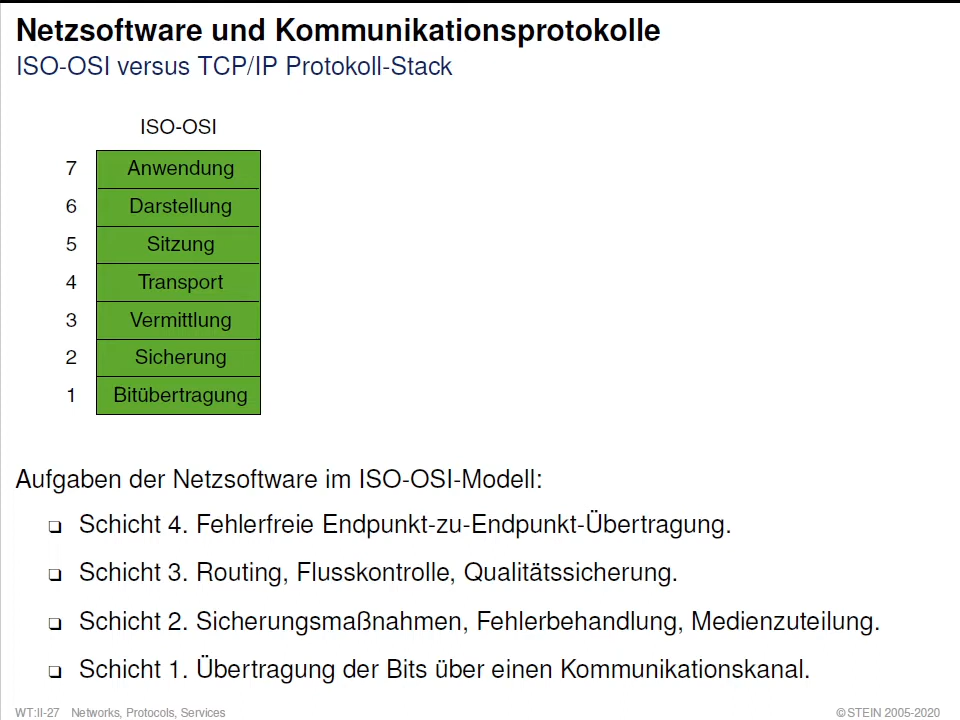 Netzsoftware und Kommunikationsprotokolle
ISO-OSI versus TCP/IP Protokoll-Stack
ISO-OSI
7 Anwendung
6 Darstellung
5 Sitzung
4 Transport
3 Vermittlung
2 Sicherung
1 Bitübertragung
Aufgaben der Netzsoftware im ISO-OSI-Modell:
❑ Schicht 4. Fehlerfreie Endpunkt-zu-Endpunkt-Übertragung.
❑ Schicht 3. Routing, Flusskontrolle, Qualitätssicherung.
❑ Schicht 2. Sicherungsmaßnahmen, Fehlerbehandlung, Medienzuteilung.
❑ Schicht 1. Übertragung der Bits über einen Kommunikationskanal.
WT:II-27 Networks, Protocols, Services ©STEIN 2005-2020